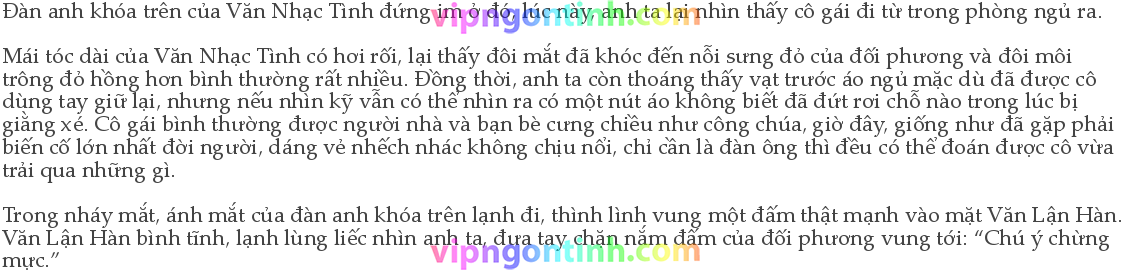 Đàn anh khóa trên của Văn Nhạc Tình đứng im ở đó, lúc này, anh ta lại nhìn thấy cô gái đi từ trong phòng ngủ ra.
vipngontinh.com
Mái tóc dài của Văn Nhạc Tình có hơi rối, lại thấy đôi mắt đã khóc đến nỗi sưng đỏ của đối phương và đôi môi
trông đỏ hồng hơn bình thường rất nhiều. Đồng thời, anh ta còn thoáng thấy vạt trước áo ngủ mặc dù đã được cô
dùng tay giữ lại, nhưng nếu nhìn kỹ vẫn có thể nhìn ra có một nút áo không biết đã đứt rơi chỗ nào trong lúc bị
giằng xé. Cô gái bình thường được người nhà và bạn bè cưng chiều như công chúa, giờ đây, giống như đã gặp phải
biến cố lớn nhất đời người, dáng vẻ nhếch nhác không chịu nổi, chỉ cần là đàn ông thì đều có thể đoán được cô vừa
trải qua những gì.
Trong nháy mắt, ánh mắt của đàn anh khóa trên lạnh đi, thình lình vung một đấm thật mạnh vào mặt Văn Lận Hàn.
Văn Lận Hàn bình tĩnh, lạnh lùng liếc nhìn anh ta, đưa tay chặn nắm đấm của đối phương vung tới: “Chú ý chừng
vipngontinh.com
mực.”